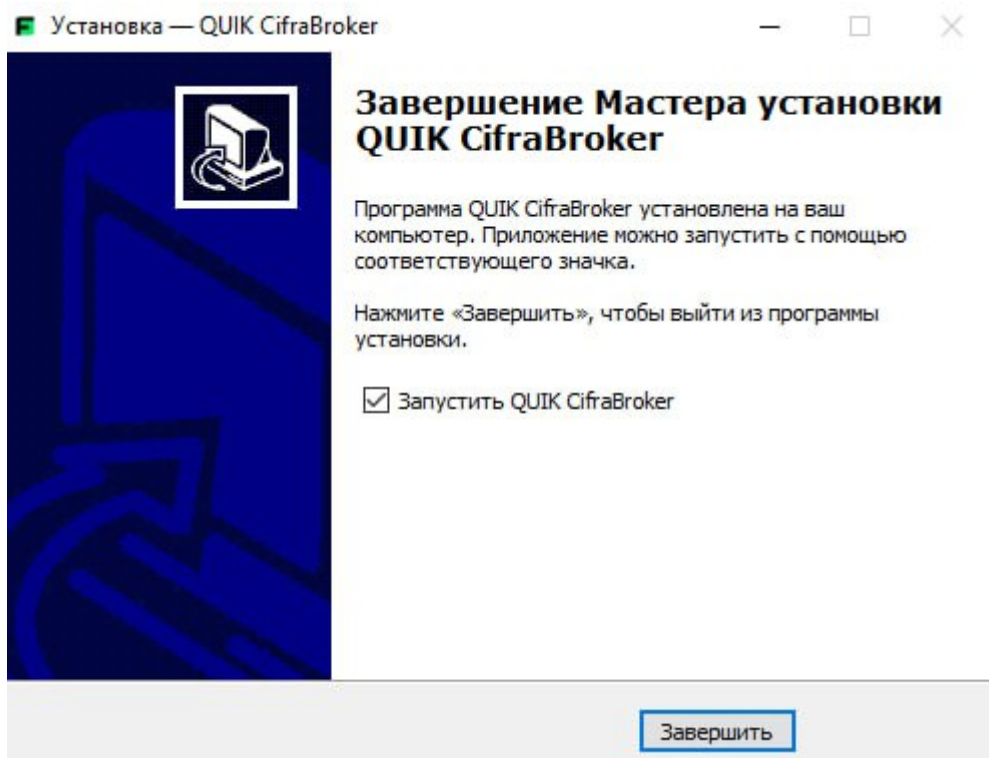 Установка — QUIK CifraBroker
Завершение Мастера установки
QUIK CifraBroker
Программа QUIK CifraBroker установлена на ваш
компьютер. Приложение можно запустить с помощью
соответствующего значка.
Нажмите «Завершить», чтобы выйти из программы
установки.
Запустить QUIK CifraBroker
Завершить